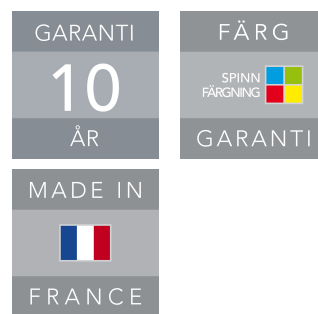 GARANTI
10
ÅR
FÄRG
SPINN
FÄRGNING
GARANTI
MADE IN
FRANCE